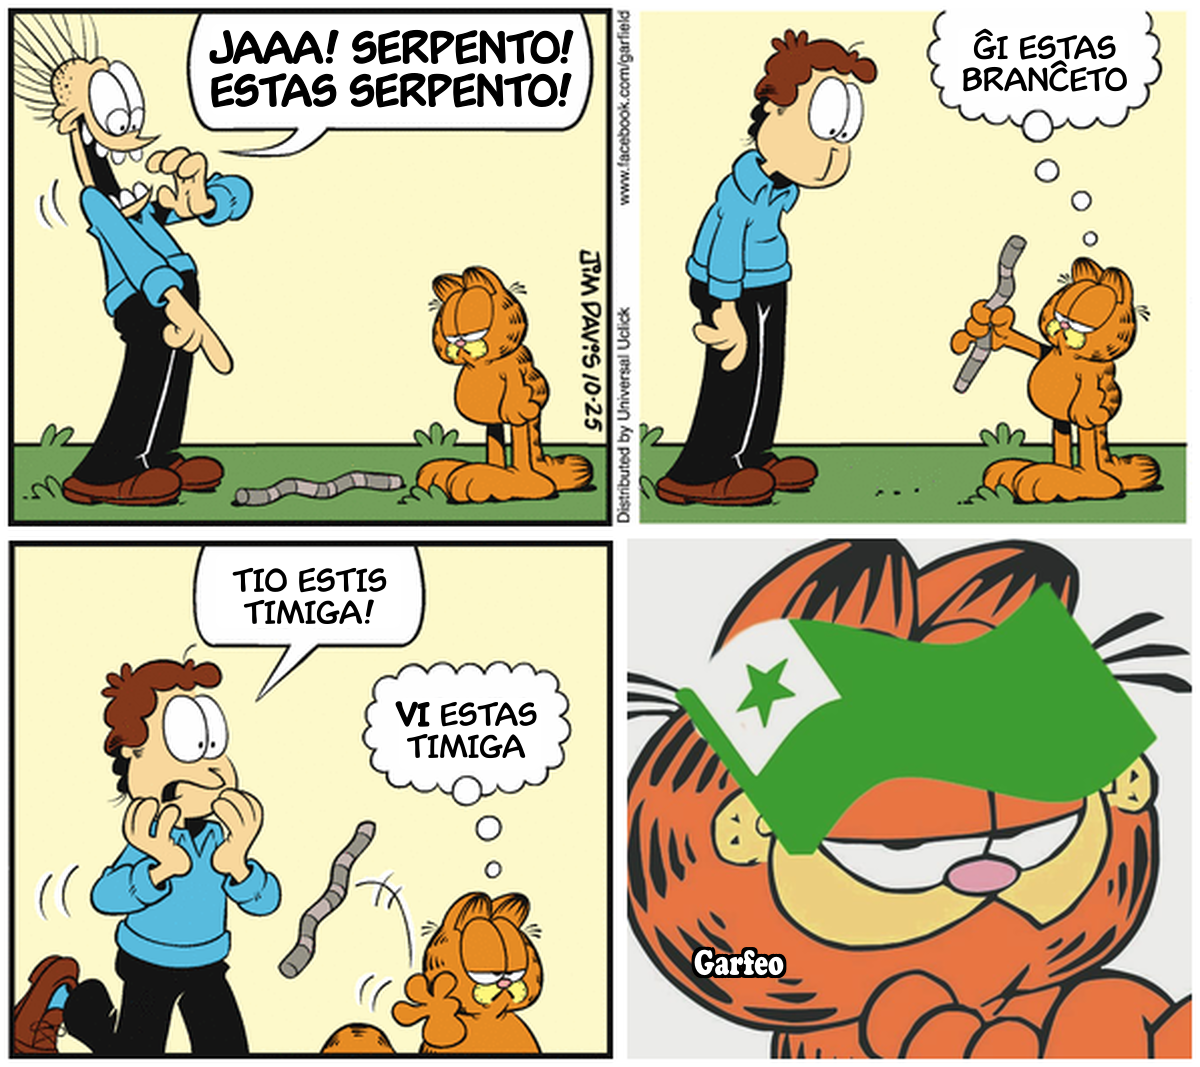 JAAA! SERPENTO!
ESTAS SERPENTO!
JIM DAVIS 10-25
www.facebook.com/garfield
Distributed by Universal Uclick
ĜI ESTAS
BRANĈETO
TIO ESTIS
TIMIGA!
VI ESTAS
TIMIGA
Garfeo